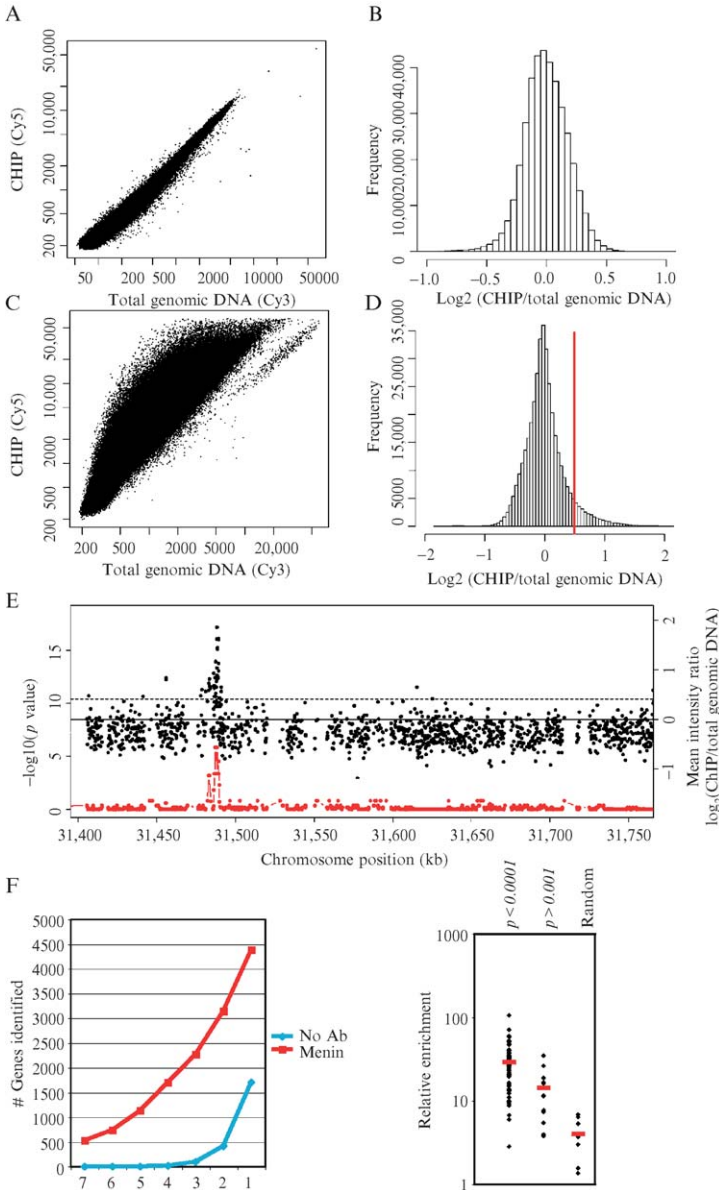 A
CHIP (Cy5)
50,000
10,000
2000
500
200
50 200 500 2000 10000 50000
Total genomic DNA (Cy3)
B
Frequency
40,000
20,000
10,000
0
−1.0 −0.5 0.0 0.5 1.0
Log2 (CHIP/total genomic DNA)
C
CHIP (Cy5)
50,000
10,000
2000
500
200
200 500 2000 5000 20,000
Total genomic DNA (Cy3)
D
Frequency
35,000
25,000
15,000
5000
0
−2 −1 0 1 2
Log2 (CHIP/total genomic DNA)
E
−log10(p value)
15
10
5
0
2
1
0
−1
Mean intensity ratio
log2(ChIP/total genomic DNA)
31,400 31,450 31,500 31,550 31,600 31,650 31,700 31,750
Chromosome position (kb)
F
# Genes identified
5000
4500
4000
3500
3000
2500
2000
1500
1000
500
0
7 6 5 4 3 2 1
No Ab
Menin
p < 0.0001
p > 0.001
Random
Relative enrichment
1000
100
10
1